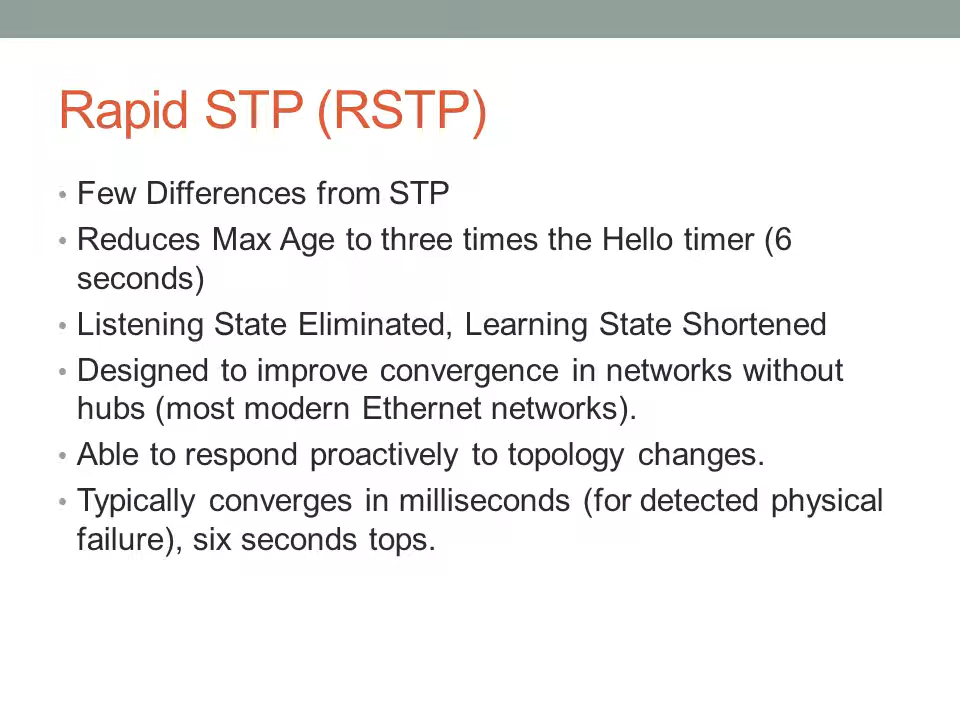 Rapid STP (RSTP)
• Few Differences from STP
• Reduces Max Age to three times the Hello timer (6
seconds)
• Listening State Eliminated, Learning State Shortened
• Designed to improve convergence in networks without
hubs (most modern Ethernet networks).
• Able to respond proactively to topology changes.
• Typically converges in milliseconds (for detected physical
failure), six seconds tops.